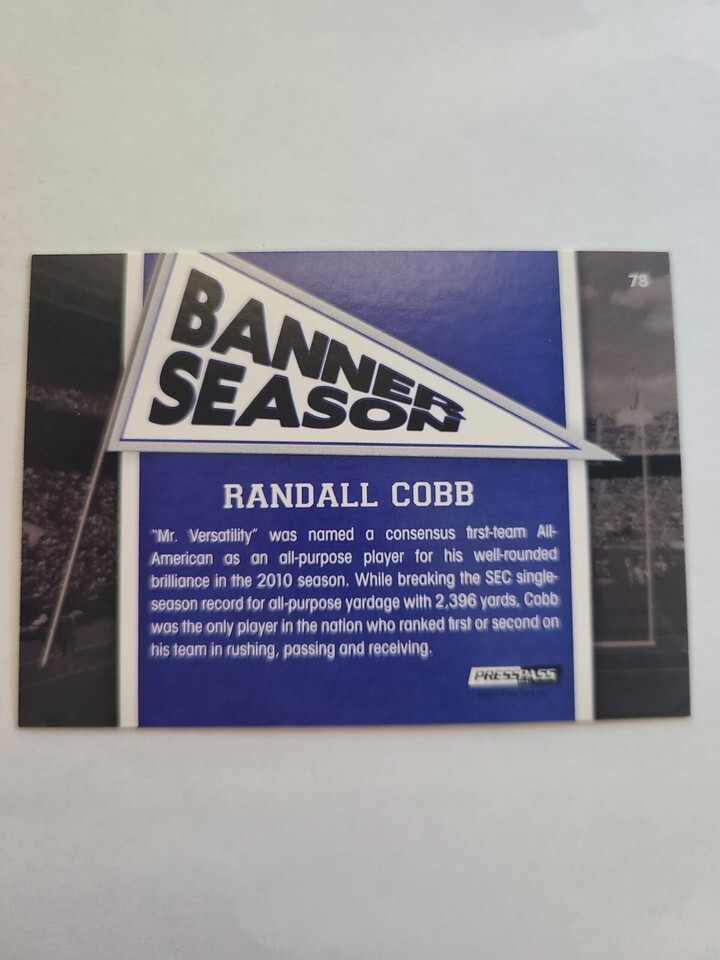 78
BANNER
SEASON
RANDALL COBB
"Mr. Versatility" was named a consensus first-team All-
American as an all-purpose player for his well-rounded
brilliance in the 2010 season. While breaking the SEC single-
season record for all-purpose yardage with 2,396 yards, Cobb
was the only player in the nation who ranked first or second on
his team in rushing, passing and receiving.
PRESS PASS